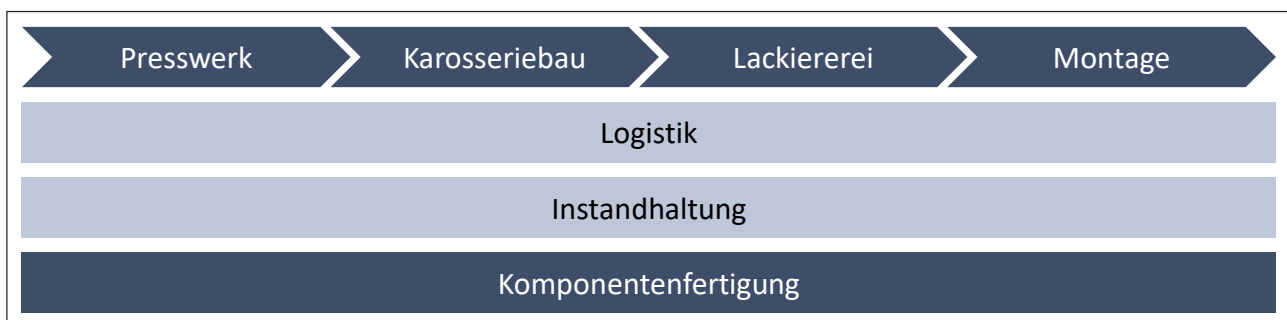 Presswerk Karosseriebau Lackiererei Montage
Logistik
Instandhaltung
Komponentenfertigung